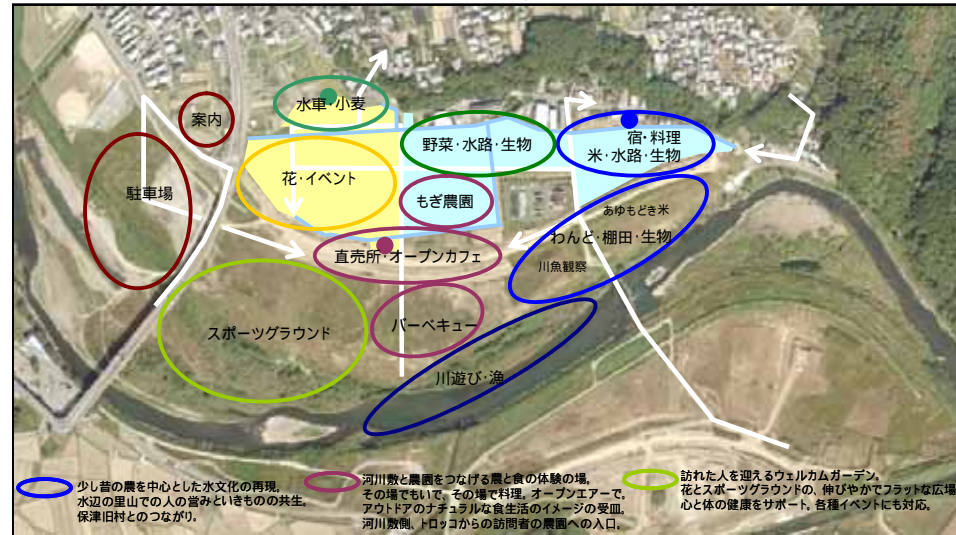 水車・小麦
案内
野菜・水路・生物
宿・料理
米・水路・生物
駐車場
花・イベント
もぎ農園
あゆもどき米
わんど・棚田・生物
直売所・オープンカフェ
川魚観察
スポーツグラウンド
バーベキュー
川遊び・漁
少し昔の農を中心とした水文化の再現。
水辺の里山での人の営みといきものの共生。
保津旧村とのつながり。
河川敷と農園をつなげる農と食の体験の場。
その場でもいで、その場で料理。オープンエアーで。
アウトドアのナチュラルな食生活のイメージの受皿。
河川敷側、トロッコからの訪問者の農園への入口。
訪れた人を迎えるウェルカムガーデン。
花とスポーツグラウンドの、伸びやかでフラットな広場
心と体の健康をサポート。各種イベントにも対応。